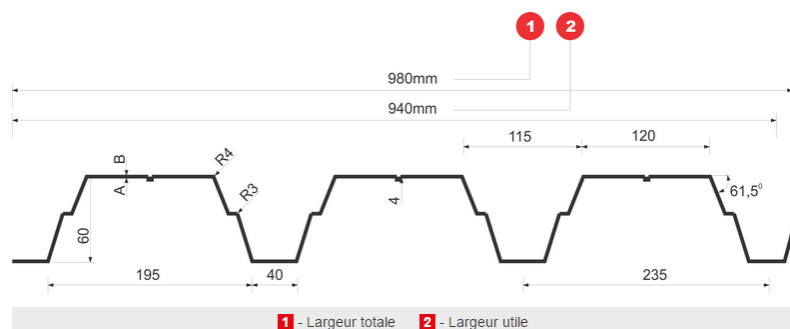 1 2
980mm
940mm
115 120
B
A
R4
R3
4
61,5⁰
60
195 40 235
1 - Largeur totale 2 - Largeur utile